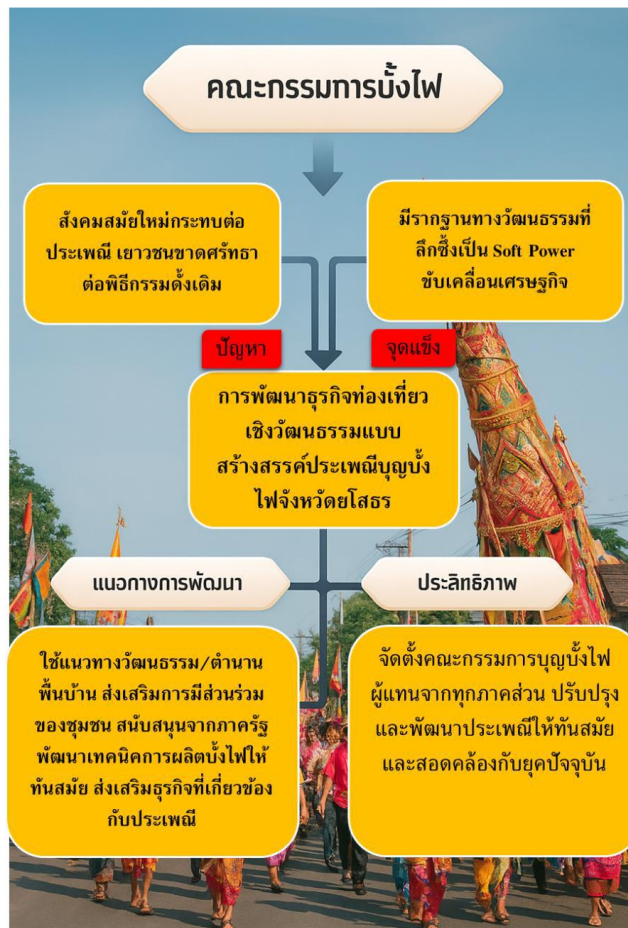 คณะกรรมการบั้งไฟ
สังคมสมัยใหม่กระทบต่อ
ประเพณี เยาวชนขาดศรัทธา
ต่อพิธีกรรมดั้งเดิม
มีรากฐานทางวัฒนธรรมที่
ลึกซึ้งเป็น Soft Power
ขับเคลื่อนเศรษฐกิจ
ปัญหา
จุดแข็ง
การพัฒนาธุรกิจท่องเที่ยว
เชิงวัฒนธรรมแบบ
สร้างสรรค์ประเพณีบุญบั้ง
ไฟจังหวัดยโสธร
แนวทางการพัฒนา
ประสิทธิภาพ
ใช้แนวทางวัฒนธรรม/ตำนาน
พื้นบ้าน ส่งเสริมการมีส่วนร่วม
ของชุมชน สนับสนุนจากภาครัฐ
พัฒนาเทคนิคการผลิตบั้งไฟให้
ทันสมัย ส่งเสริมธุรกิจที่เกี่ยวข้อง
กับประเพณี
จัดตั้งคณะกรรมการบุญบั้งไฟ
ผู้แทนจากทุกภาคส่วน ปรับปรุง
และพัฒนาประเพณีให้ทันสมัย
และสอดคล้องกับยุคปัจจุบัน